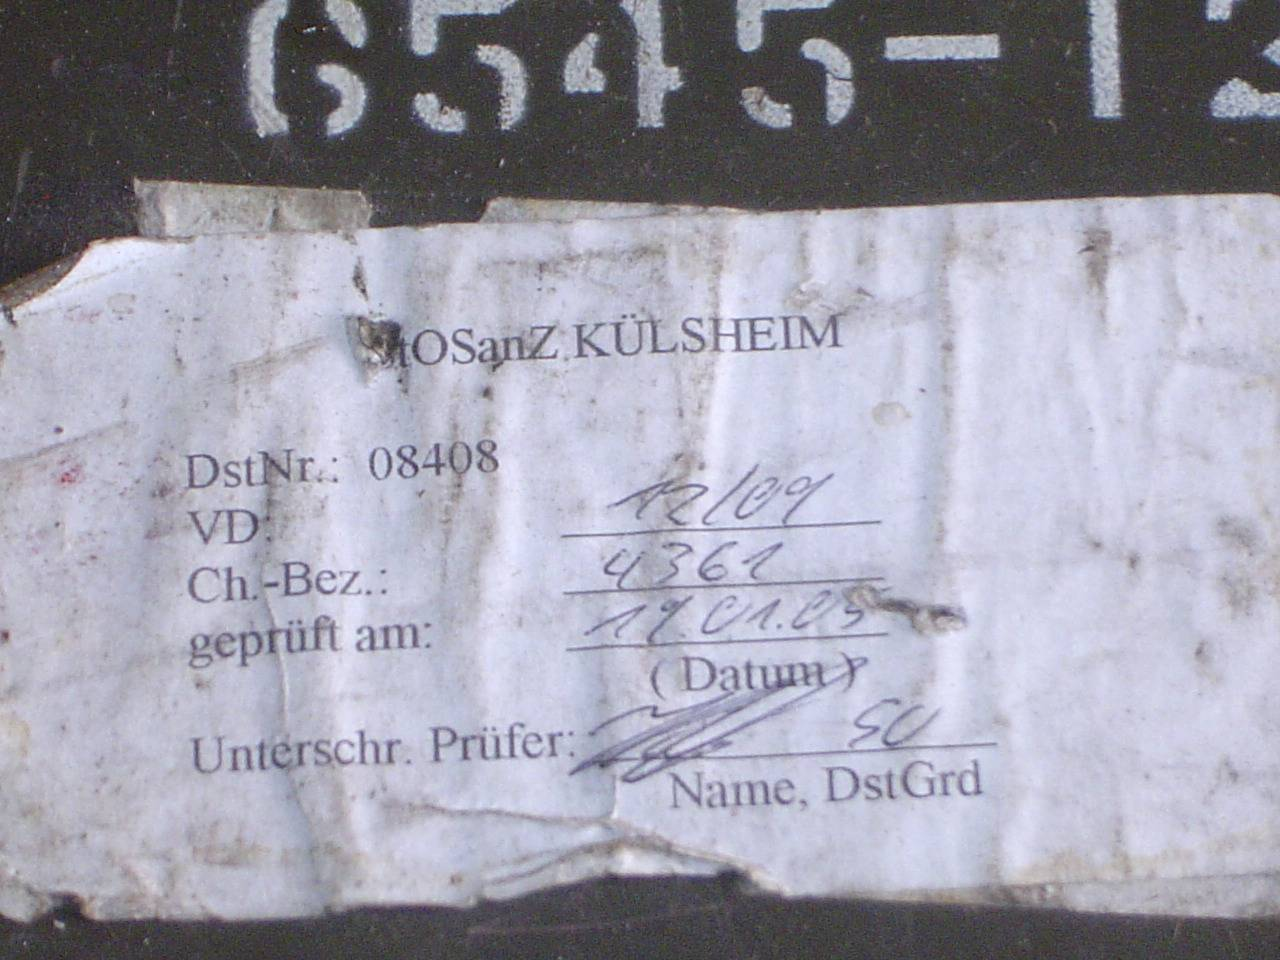 6545-12
StOSanZ KÜLSHEIM
DstNr.: 08408
VD: 12/09
Ch.-Bez.: 4361
geprüft am: 19.01.05
( Datum )
Unterschr. Prüfer: SU
Name, DstGrd